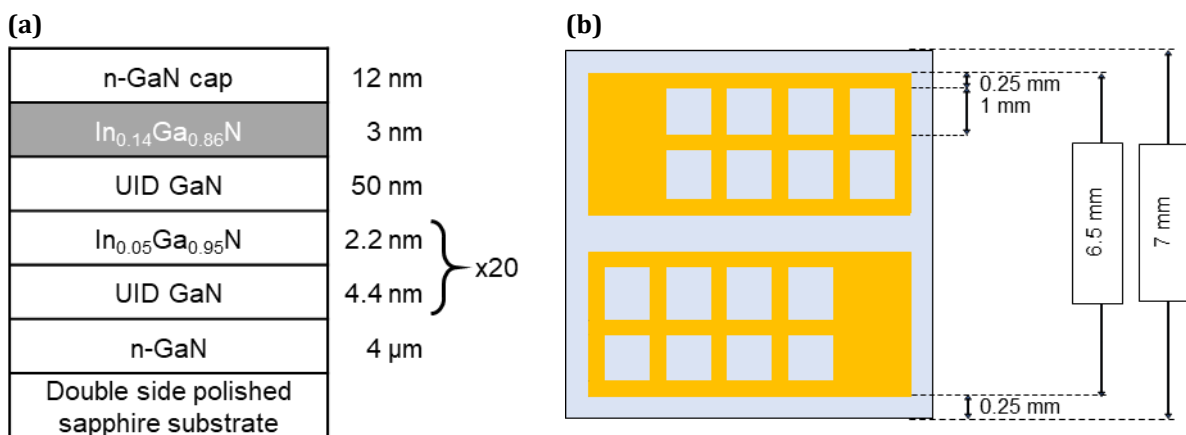 (a)
n-GaN cap 12 nm
In₀.₁₄Ga₀.₈₆N 3 nm
UID GaN 50 nm
In₀.₀₅Ga₀.₉₅N 2.2 nm
x20
UID GaN 4.4 nm
n-GaN 4 µm
Double side polished
sapphire substrate
(b)
0.25 mm
1 mm
6.5 mm
7 mm
0.25 mm